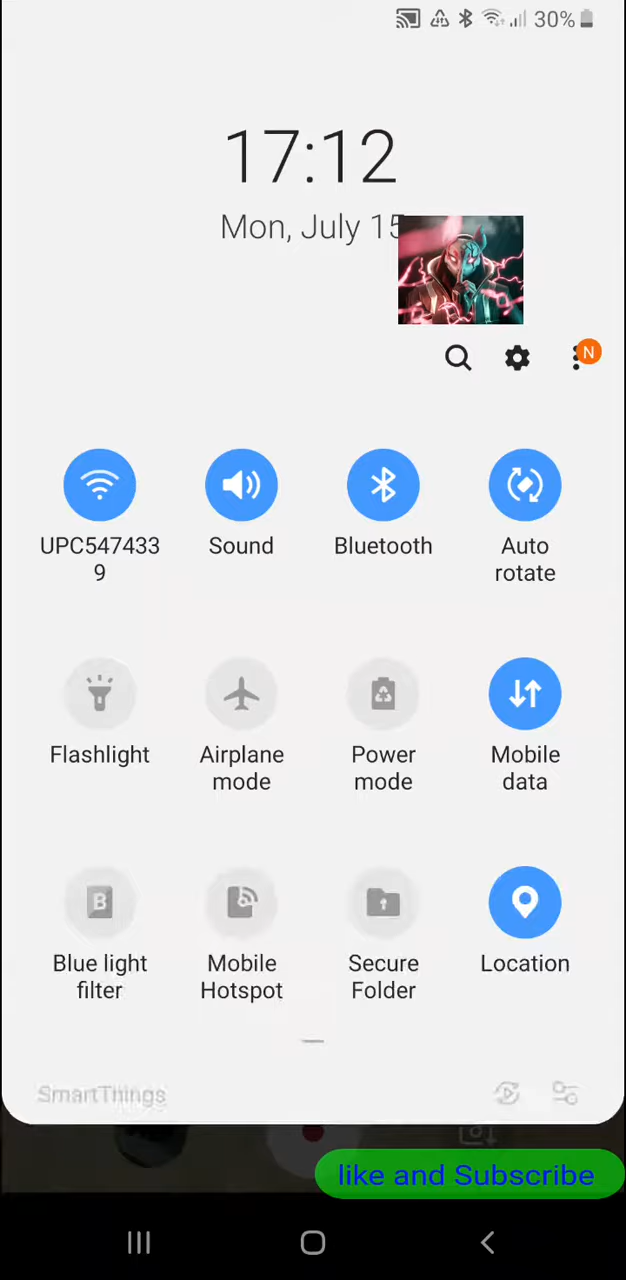 30%
17:12
Mon, July 15
N
UPC547433
9
Sound
Bluetooth
Auto
rotate
Flashlight
Airplane
mode
Power
mode
Mobile
data
B
Blue light
filter
Mobile
Hotspot
Secure
Folder
Location
SmartThings
like and Subscribe